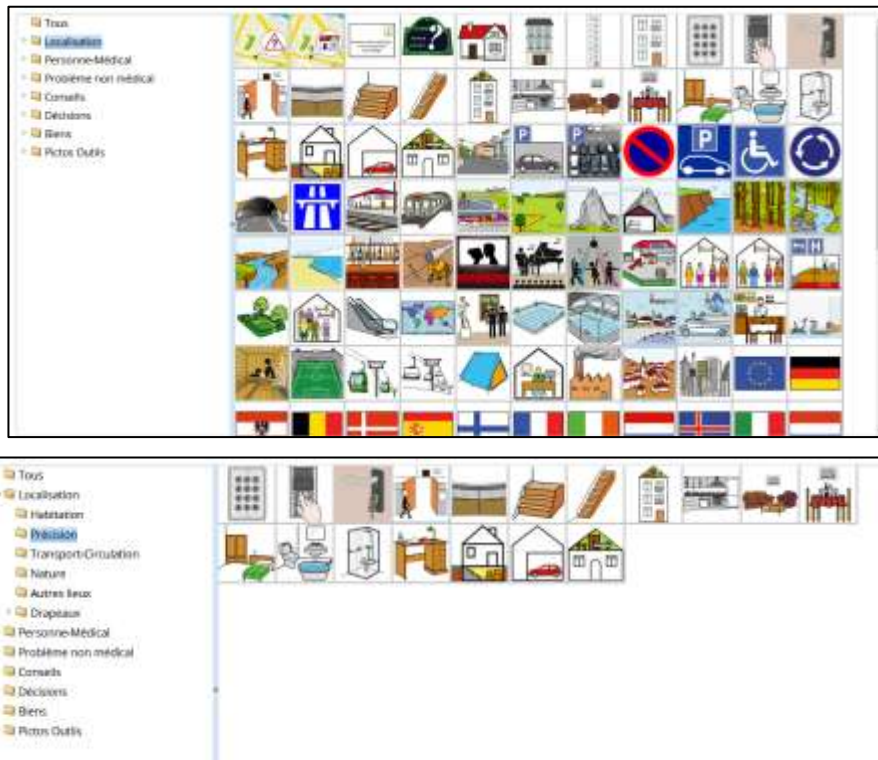 Tous
Localisation
Personne-Médical
Problème non médical
Conseils
Décisions
Biens
Pictos Outils
?
P
P
P
H
Tous
Localisation
Habitation
Précision
Transport-Circulation
Nature
Autres lieux
Drapeaux
Personne-Médical
Problème non médical
Conseils
Décisions
Biens
Pictos Outils